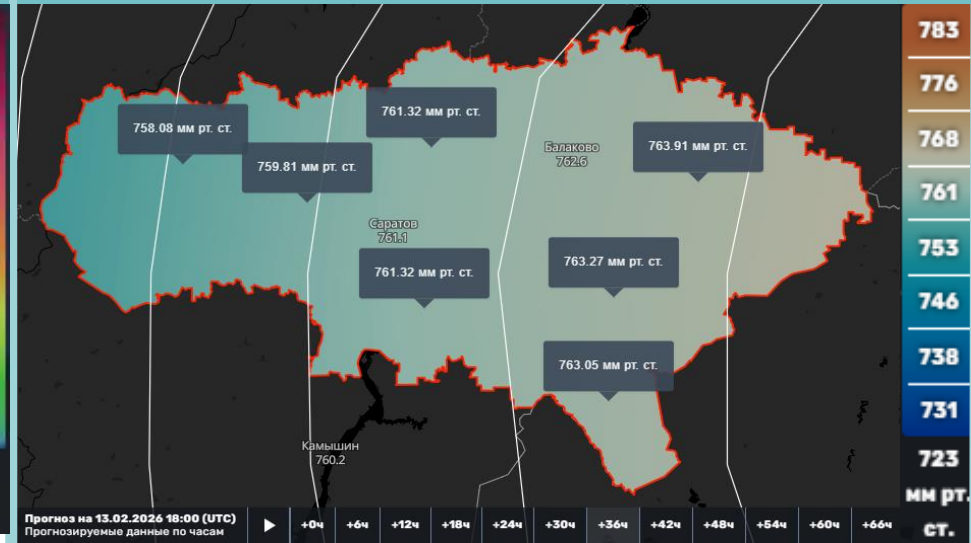 758.08 мм рт. ст.
761.32 мм рт. ст.
759.81 мм рт. ст.
Балаково
762.6
763.91 мм рт. ст.
Саратов
761.1
761.32 мм рт. ст.
763.27 мм рт. ст.
763.05 мм рт. ст.
Камышин
760.2
783
776
768
761
753
746
738
731
723
мм рт.
ст.
Прогноз на 13.02.2026 18:00 (UTC)
Прогнозируемые данные по часам
+0ч +6ч +12ч +18ч +24ч +30ч +36ч +42ч +48ч +54ч +60ч +66ч